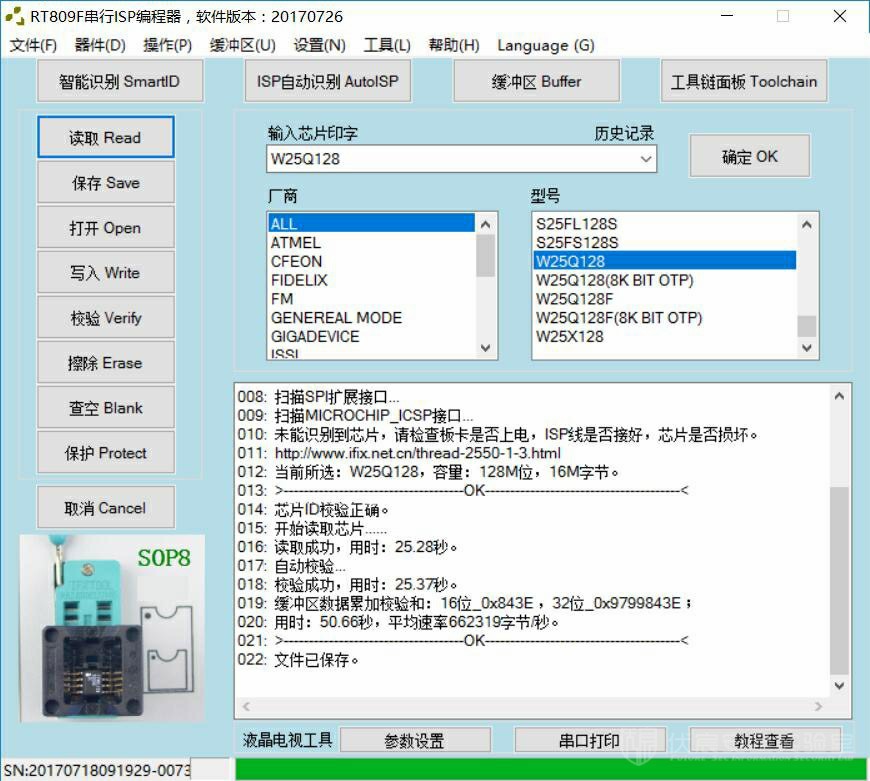 RT809F串行ISP编程器，软件版本：20170726
文件(F) 器件(D) 操作(P) 缓冲区(U) 设置(N) 工具(L) 帮助(H) Language (G)
智能识别 SmartID ISP自动识别 AutoISP 缓冲区 Buffer 工具链面板 Toolchain
读取 Read
保存 Save
打开 Open
写入 Write
校验 Verify
擦除 Erase
查空 Blank
保护 Protect
取消 Cancel
SOP8
输入芯片印字 历史记录
W25Q128
确定 OK
厂商
ALL
ATMEL
CFEON
FIDELIX
FM
GENEREAL MODE
GIGADEVICE
ISSI
型号
S25FL128S
S25FS128S
W25Q128
W25Q128(8K BIT OTP)
W25Q128F
W25Q128F(8K BIT OTP)
W25X128
008: 扫描SPI扩展接口...
009: 扫描MICROCHIP_ICSP接口...
010: 未能识别到芯片，请检查板卡是否上电，ISP线是否接好，芯片是否损坏。
011: http://www.ifix.net.cn/thread-2550-1-3.html
012: 当前所选：W25Q128，容量：128M位，16M字节。
013: >----------------------------------OK-------------------------------------<
014: 芯片ID校验正确。
015: 开始读取芯片......
016: 读取成功，用时：25.28秒。
017: 自动校验...
018: 校验成功，用时：25.37秒。
019: 缓冲区数据累加校验和：16位_0x843E ，32位_0x9799843E ；
020: 用时：50.66秒，平均速率662319字节/秒。
021: >----------------------------------OK-------------------------------------<
022: 文件已保存。
液晶电视工具 参数设置 串口打印 教程查看
SN:20170718091929-0073